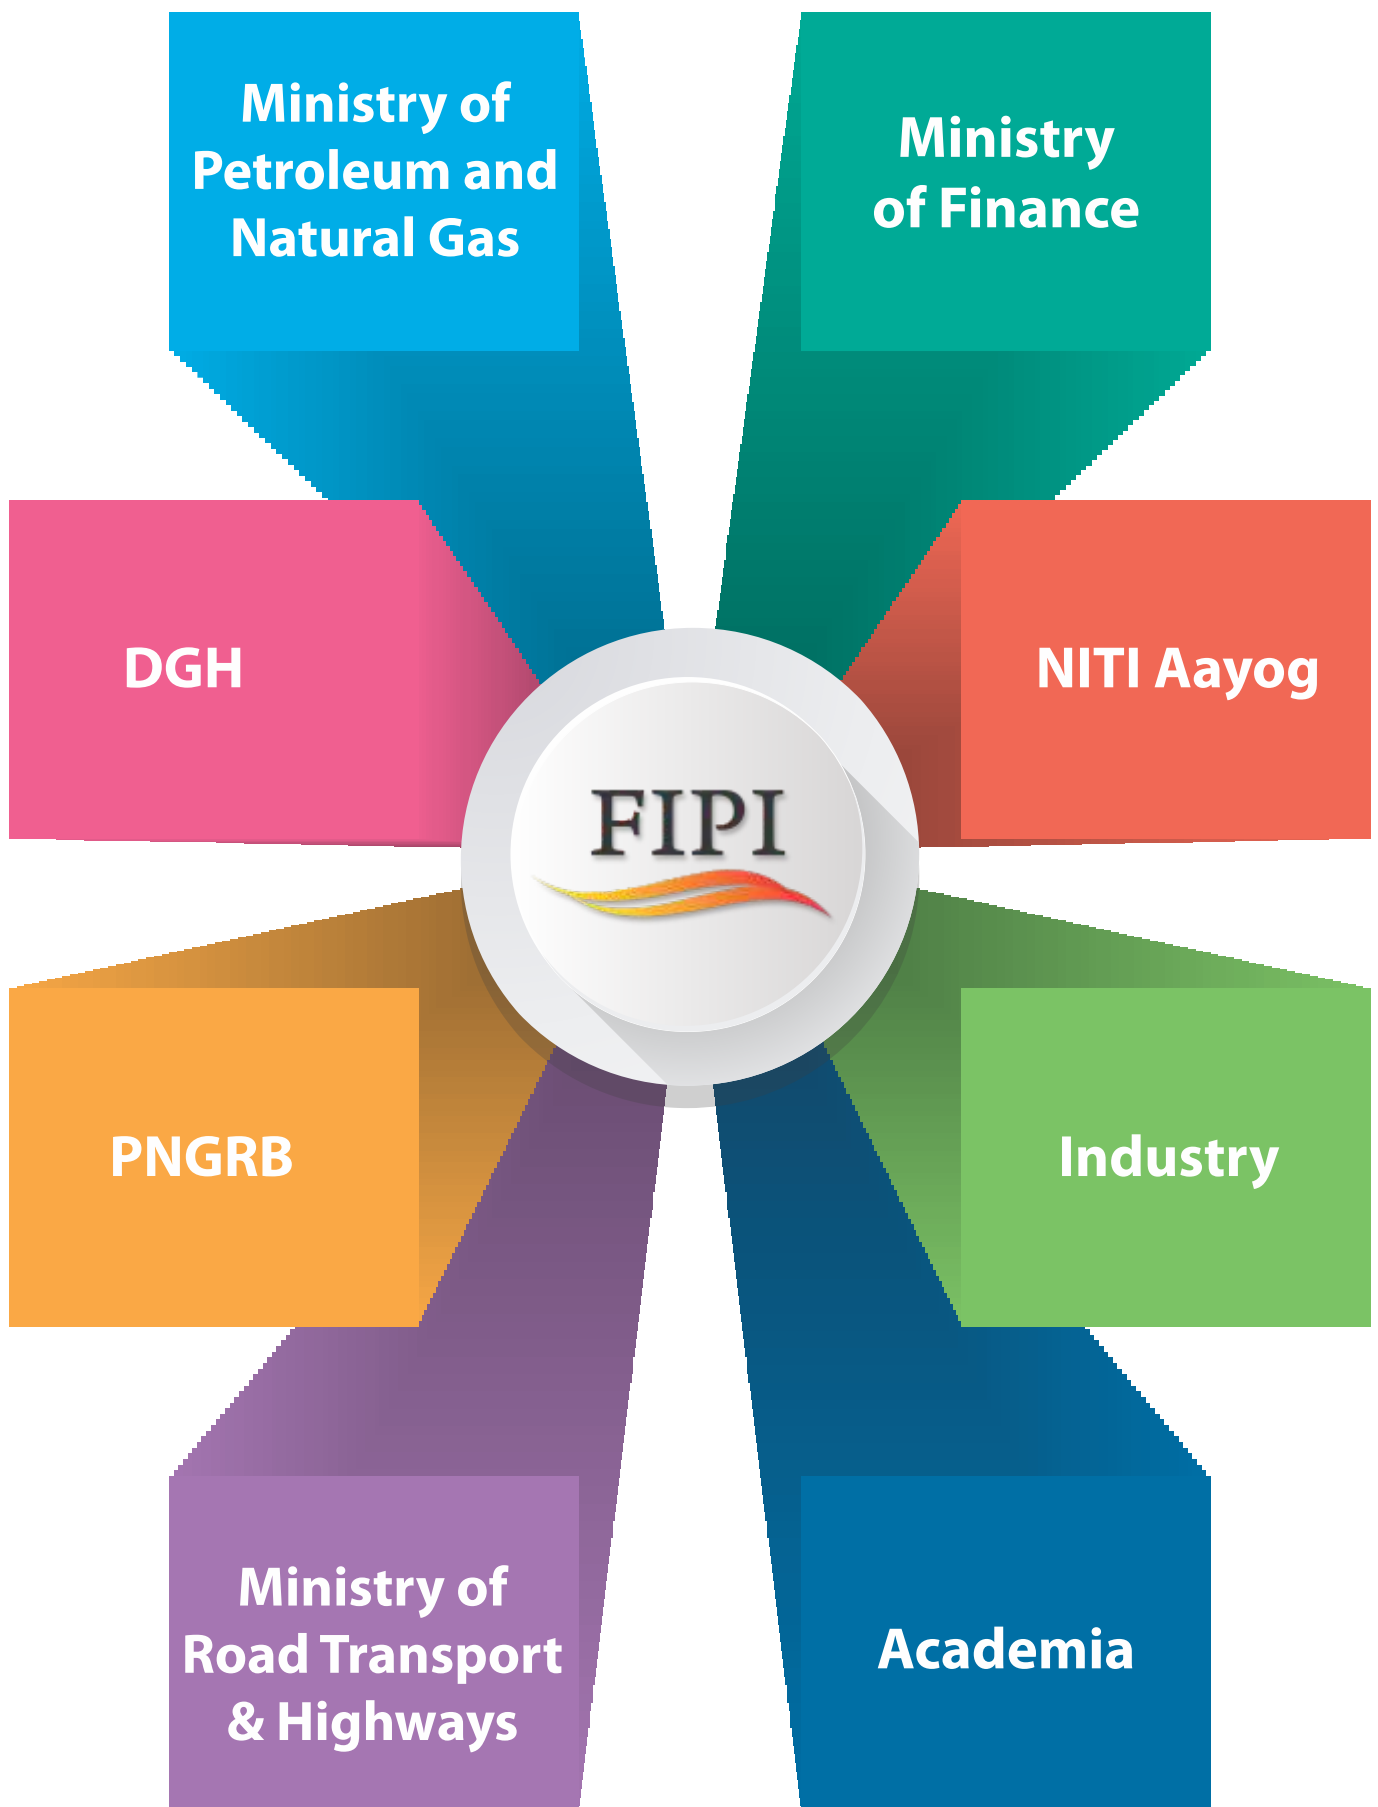 Ministry of
Petroleum and
Natural Gas
Ministry
of Finance
DGH
NITI Aayog
FIPI
PNGRB
Industry
Ministry of
Road Transport
& Highways
Academia